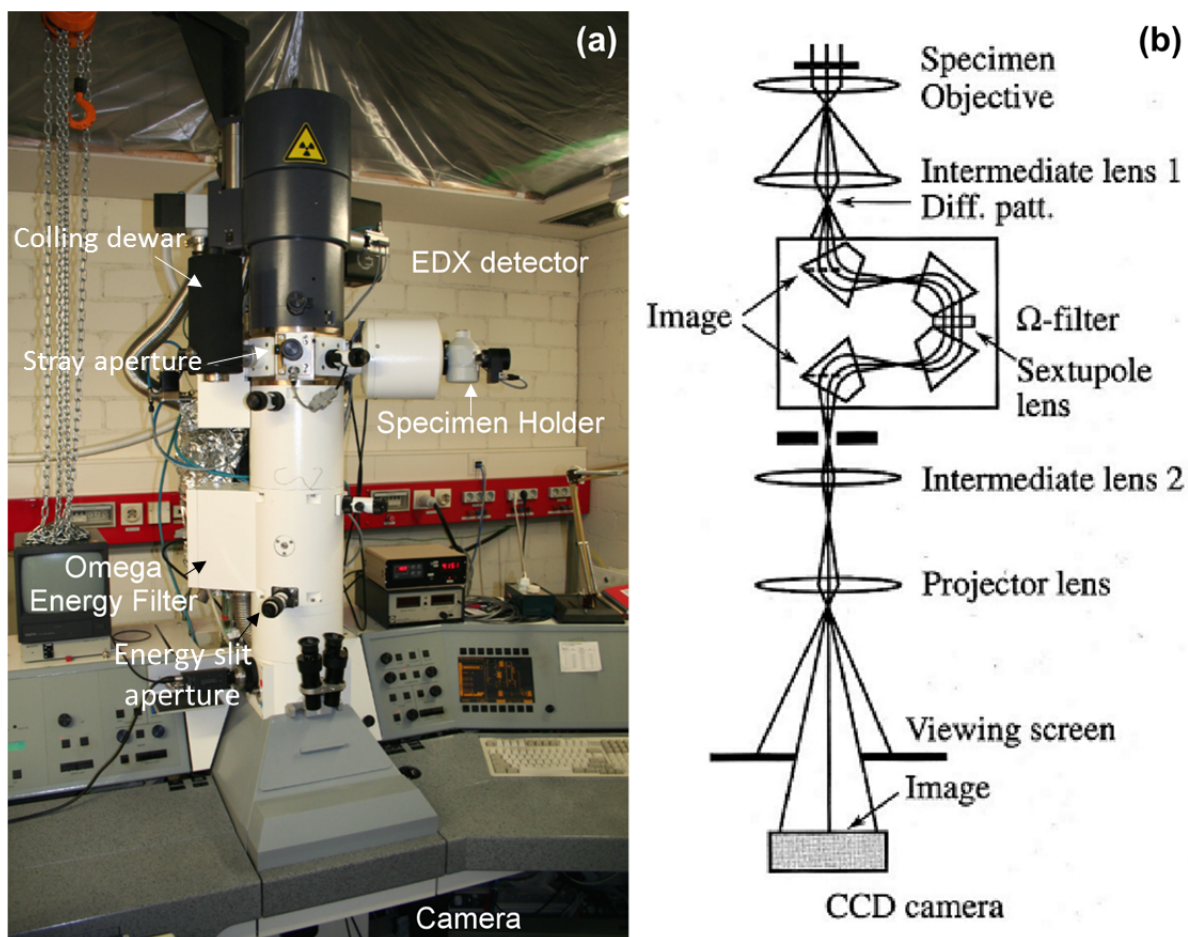 (a)
Colling dewar
EDX detector
Stray aperture
Specimen Holder
Omega
Energy Filter
Energy slit
aperture
Camera
(b)
Specimen
Objective
Intermediate lens 1
Diff. patt.
Image
Ω-filter
Sextupole
lens
Intermediate lens 2
Projector lens
Viewing screen
Image
CCD camera